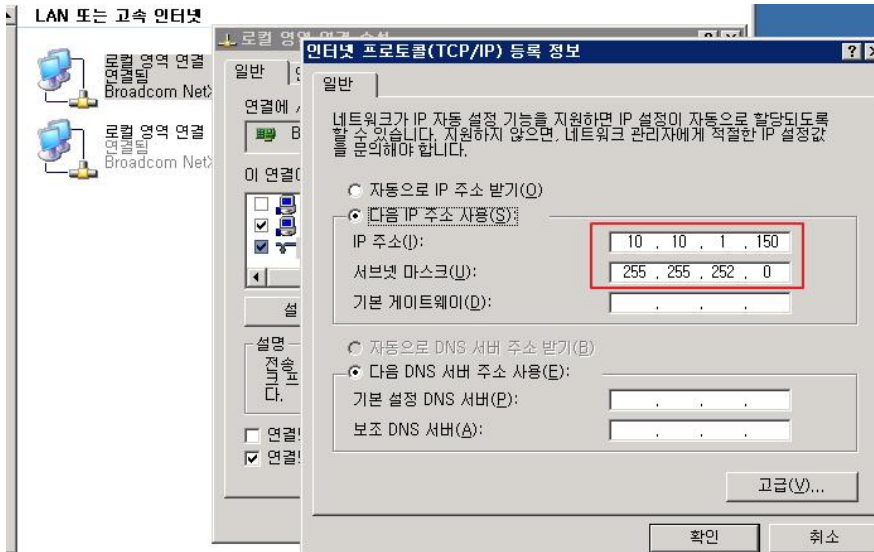 LAN 또는 고속 인터넷
로컬 영역 연결
연결됨
Broadcom Net
로컬 영역 연결
연결됨
Broadcom Net
로컬 영역 연결 속성
일반
연결에
B
이 연결
설
설명
전송
크 프
다.
연결
연결
인터넷 프로토콜(TCP/IP) 등록 정보
일반
네트워크가 IP 자동 설정 기능을 지원하면 IP 설정이 자동으로 할당되도록
할 수 있습니다. 지원하지 않으면, 네트워크 관리자에게 적절한 IP 설정값
을 문의해야 합니다.
자동으로 IP 주소 받기(O)
다음 IP 주소 사용(S):
IP 주소(I): 10 . 10 . 1 . 150
서브넷 마스크(U): 255 . 255 . 252 . 0
기본 게이트웨이(D): . . .
자동으로 DNS 서버 주소 받기(B)
다음 DNS 서버 주소 사용(E):
기본 설정 DNS 서버(P): . . .
보조 DNS 서버(A): . . .
고급(V)...
확인 취소